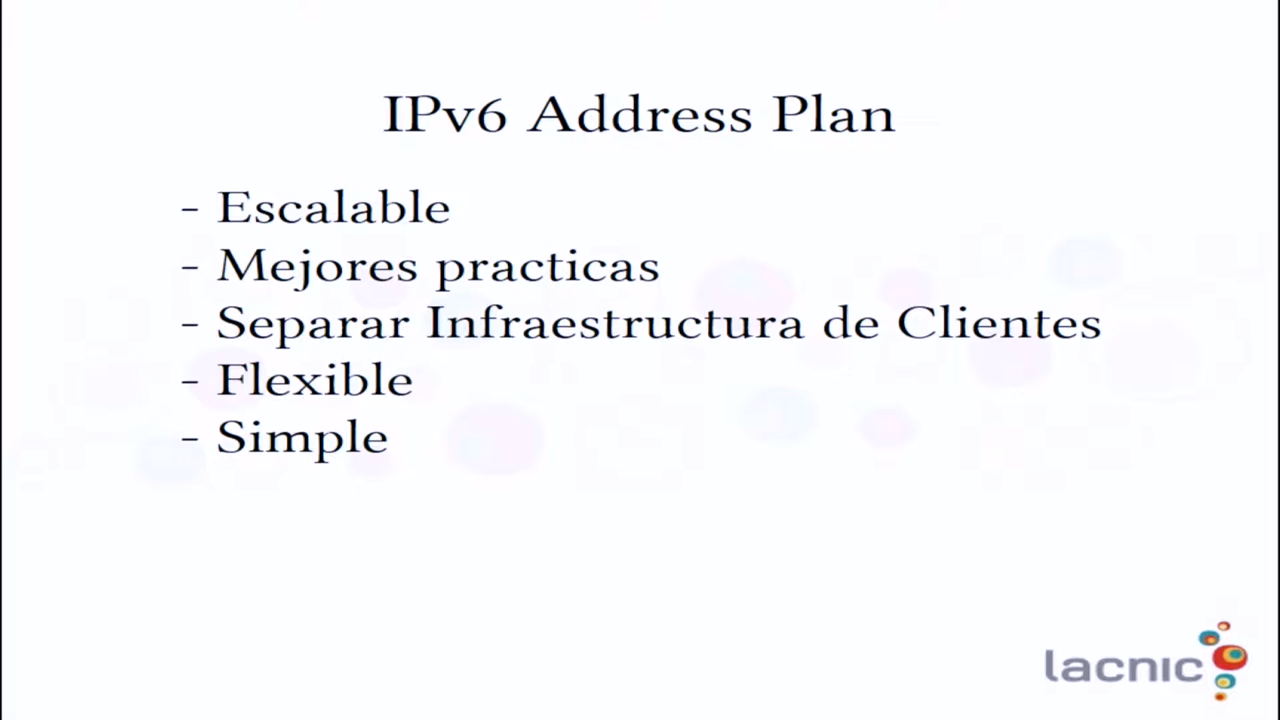 IPv6 Address Plan
- Escalable
- Mejores practicas
- Separar Infraestructura de Clientes
- Flexible
- Simple
lacnic